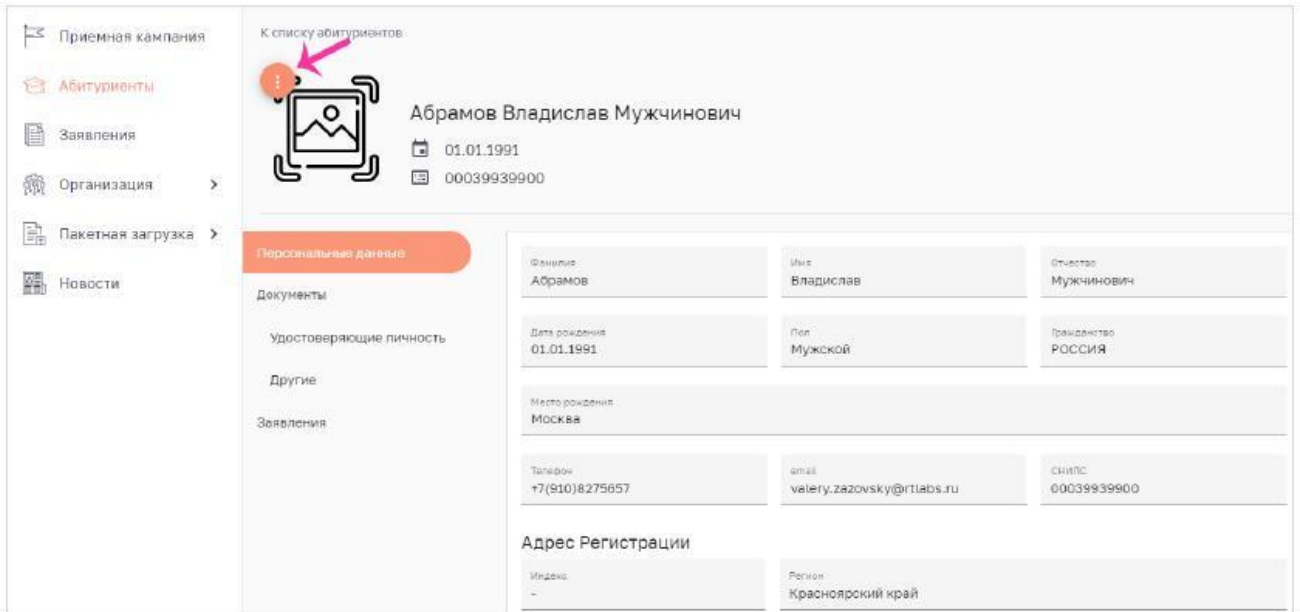 Приемная кампания
Абитуриенты
Заявления
Организация
Пакетная загрузка
Новости
К списку абитуриентов
Абрамов Владислав Мужчинович
01.01.1991
00039939900
Персональные данные
Документы
Удостоверяющие личность
Другие
Заявления
Фамилия
Имя
Отчество
Абрамов
Владислав
Мужчинович
Дата рождения
Пол
Гражданство
01.01.1991
Мужской
РОССИЯ
Место рождения
Москва
Телефон
email
СНИЛС
+7(910)8275657
valery.zazovsky@rtlabs.ru
00039939900
Адрес Регистрации
Индекс
Регион
-
Красноярский край